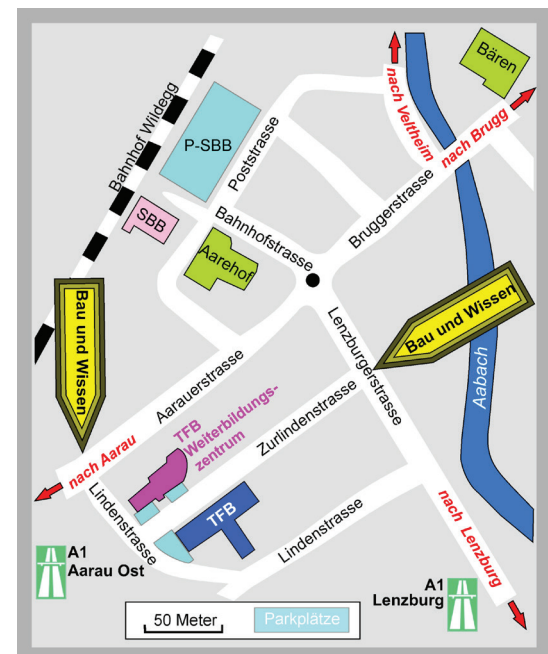 Bären
nach Veltheim
nach Brugg
Bahnhof Wildegg
P-SBB
Poststrasse
Bruggerstrasse
SBB
Bahnhofstrasse
Aarehof
Bau und Wissen
Bau und Wissen
Aabach
Aarauerstrasse
Lenzburgerstrasse
TFB
Weiterbildungs-
zentrum
Zurlindenstrasse
nach Aarau
Lindenstrasse
TFB
Lindenstrasse
nach Lenzburg
A1
Aarau Ost
A1
Lenzburg
50 Meter
Parkplätze